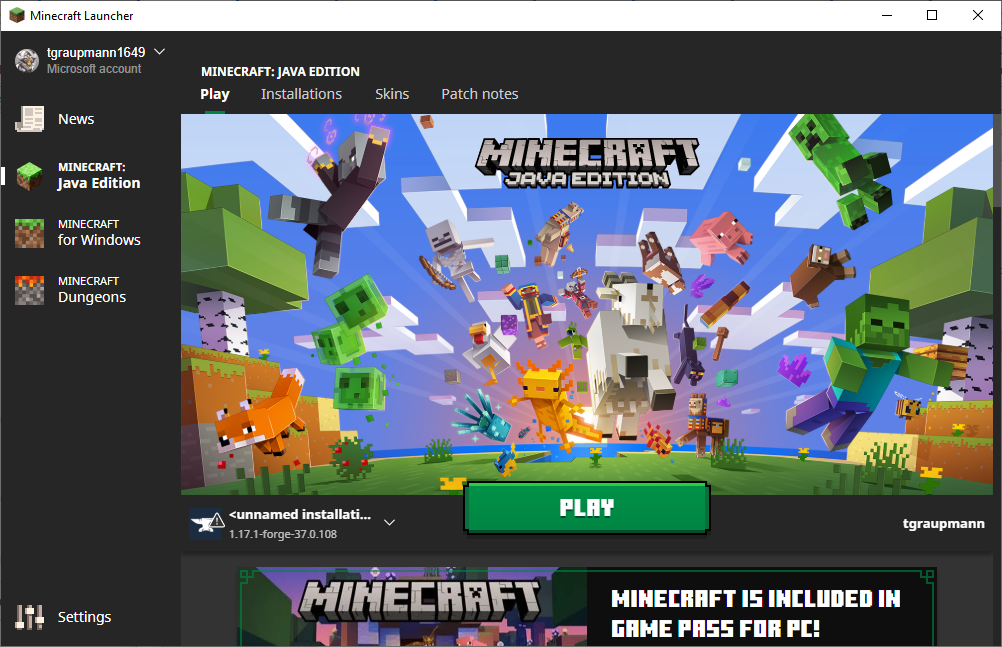 Minecraft Launcher
tgraupmann1649
Microsoft account
News
MINECRAFT:
Java Edition
MINECRAFT
for Windows
MINECRAFT
Dungeons
Settings
MINECRAFT: JAVA EDITION
Play Installations Skins Patch notes
MINECRAFT
JAVA EDITION
<unnamed installati...
1.17.1-forge-37.0.108
PLAY
tgraupmann
MINECRAFT
MINECRAFT IS INCLUDED IN
GAME PASS FOR PC!